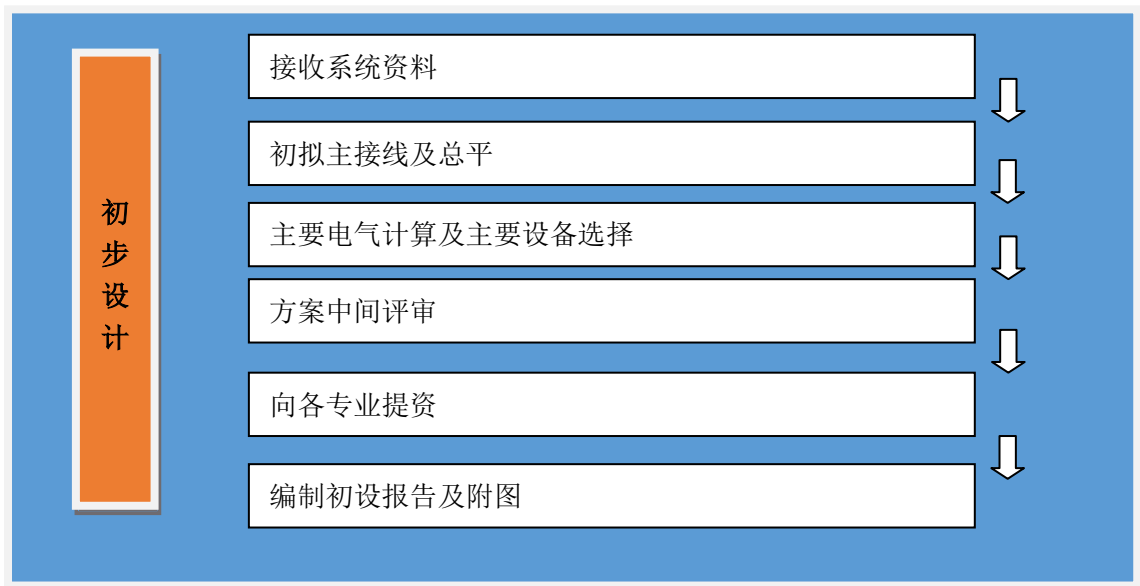 初步设计
接收系统资料
初拟主接线及总平
主要电气计算及主要设备选择
方案中间评审
向各专业提资
编制初设报告及附图